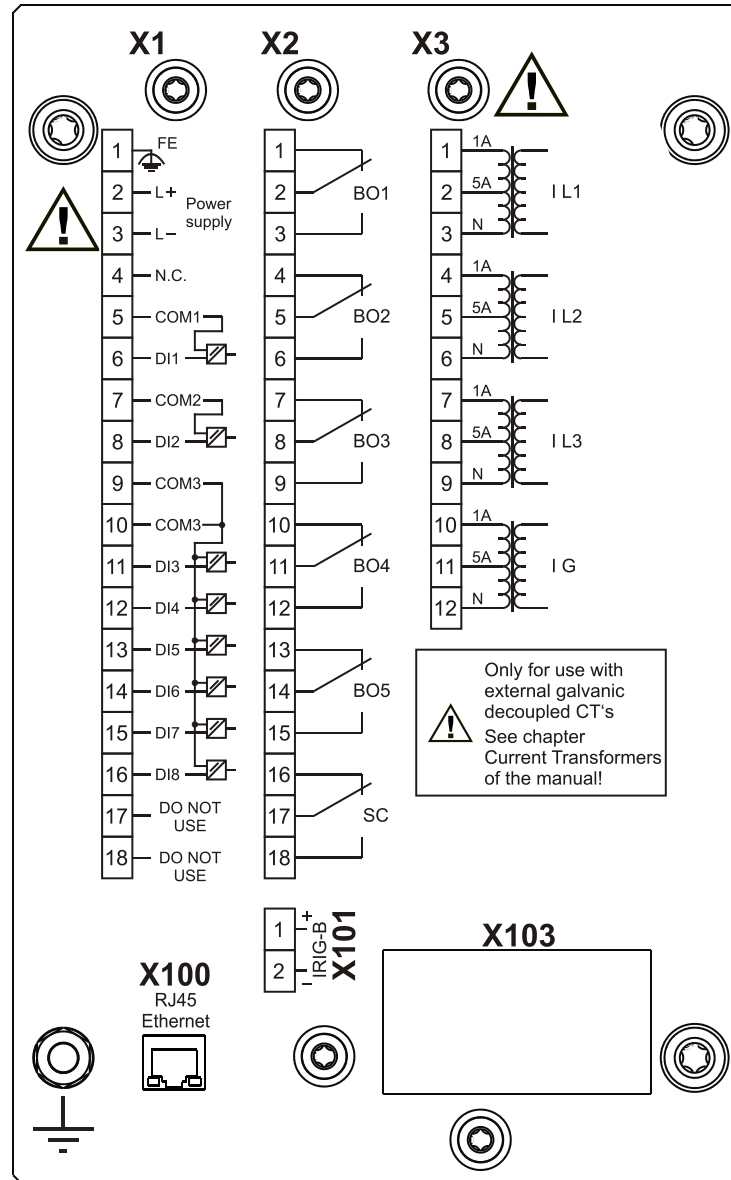 X1
X2
X3
1 FE
2 L+
Power
supply
3 L−
4 N.C.
5 COM1
6 DI1
7 COM2
8 DI2
9 COM3
10 COM3
11 DI3
12 DI4
13 DI5
14 DI6
15 DI7
16 DI8
17 DO NOT
USE
18 DO NOT
USE
1
2 BO1
3
4
5 BO2
6
7
8 BO3
9
10
11 BO4
12
13
14 BO5
15
16
17 SC
18
!
1 1A
2 5A I L1
3 N
4 1A
5 5A I L2
6 N
7 1A
8 5A I L3
9 N
10 1A
11 5A I G
12 N
!
!
Only for use with
external galvanic
decoupled CT‘s
See chapter
Current Transformers
of the manual!
1 +
2 −
IRIG-B
X101
X100
RJ45
Ethernet
X103